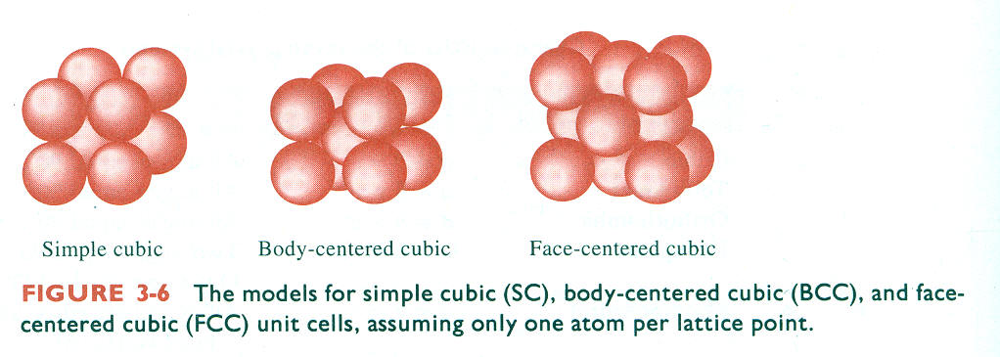 Simple cubic
Body-centered cubic
Face-centered cubic
FIGURE 3-6 The models for simple cubic (SC), body-centered cubic (BCC), and face-
centered cubic (FCC) unit cells, assuming only one atom per lattice point.